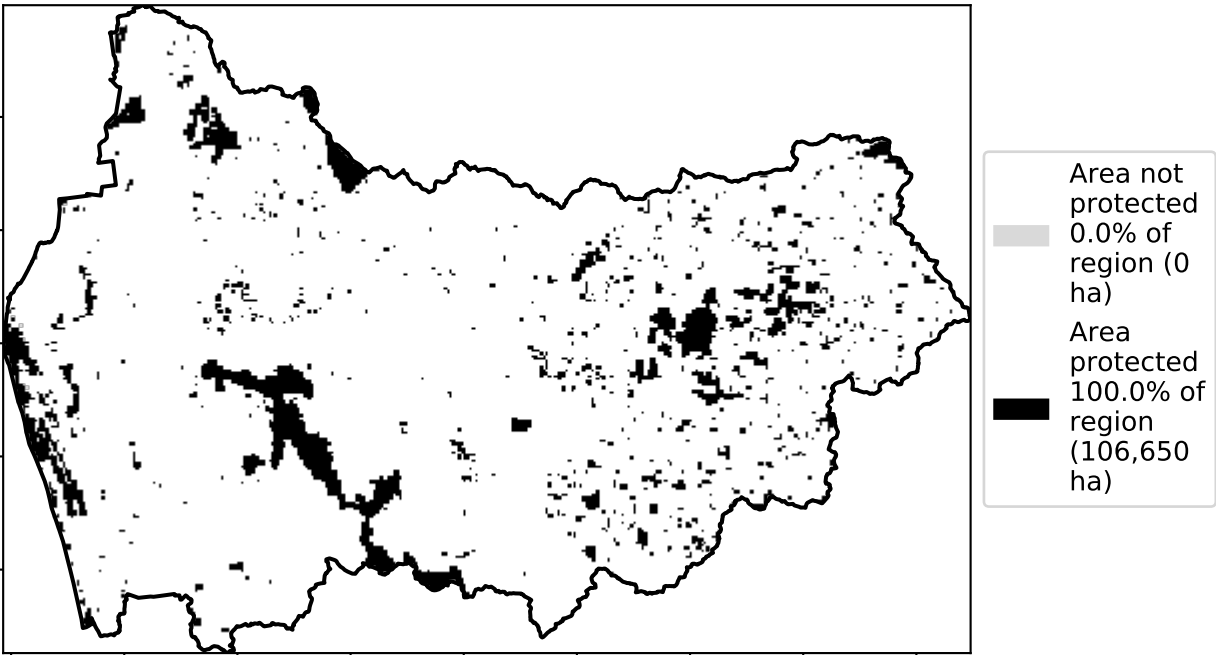 Area not
protected
0.0% of
region (0
ha)
Area
protected
100.0% of
region
(106,650
ha)